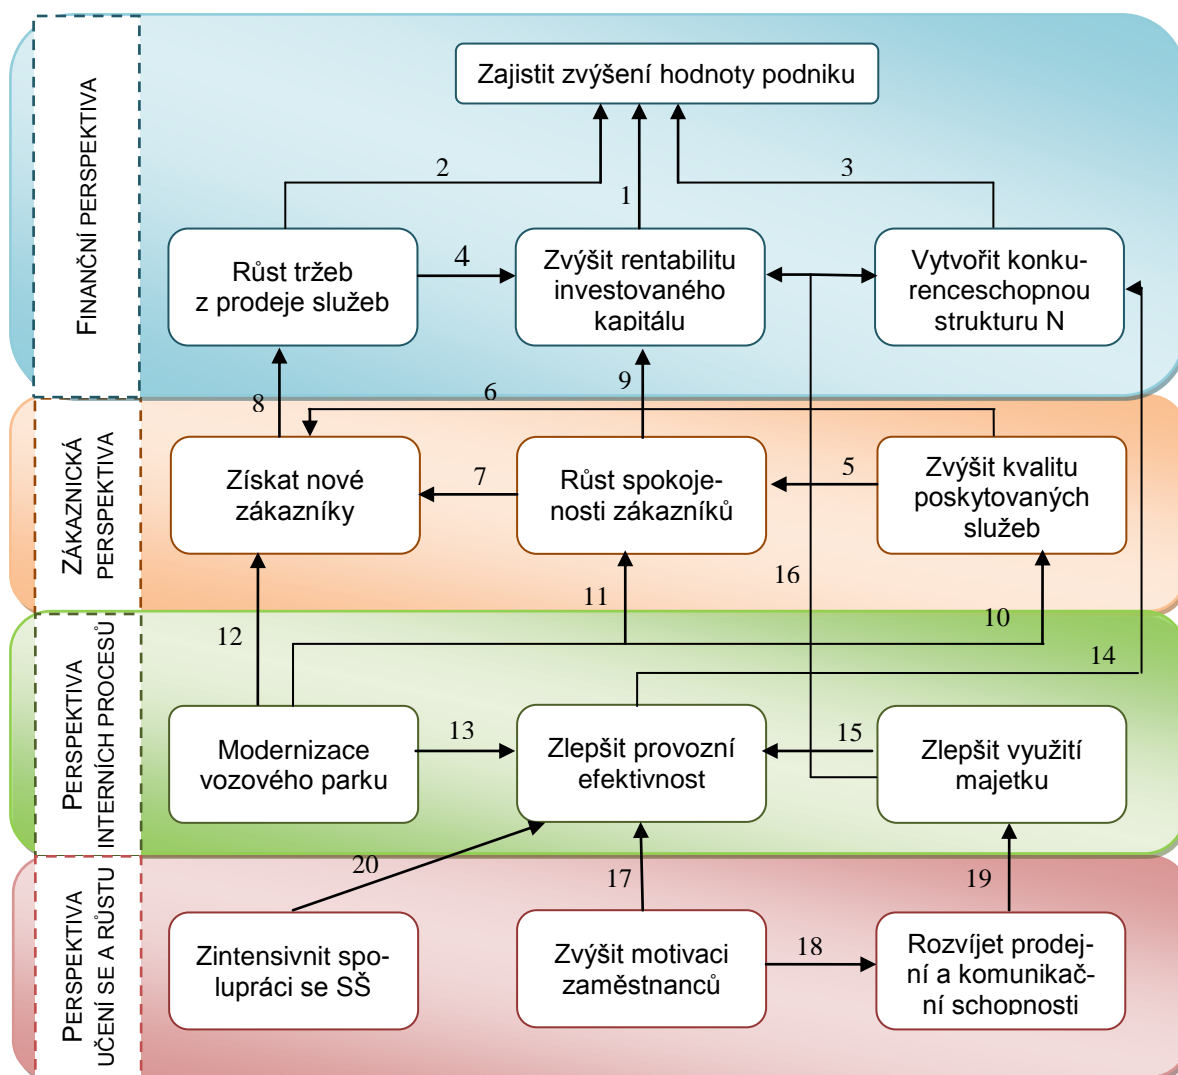 Zajistit zvýšení hodnoty podniku
FINANČNÍ PERSPEKTIVA
2
1
3
Růst tržeb
z prodeje služeb
4
Zvýšit rentabilitu
investovaného
kapitálu
Vytvořit konku-
renceschopnou
strukturu N
8
9
6
ZÁKAZNICKÁ
PERSPEKTIVA
Získat nové
zákazníky
7
Růst spokoje-
nosti zákazníků
5
Zvýšit kvalitu
poskytovaných
služeb
12
11
16
10
14
PERSPEKTIVA
INTERNÍCH PROCESŮ
Modernizace
vozového parku
13
Zlepšit provozní
efektivnost
15
Zlepšit využití
majetku
20
17
19
PERSPEKTIVA
UČENÍ SE A RŮSTU
Zintensivnit spo-
lupráci se SŠ
Zvýšit motivaci
zaměstnanců
18
Rozvíjet prodej-
ní a komunikač-
ní schopnosti